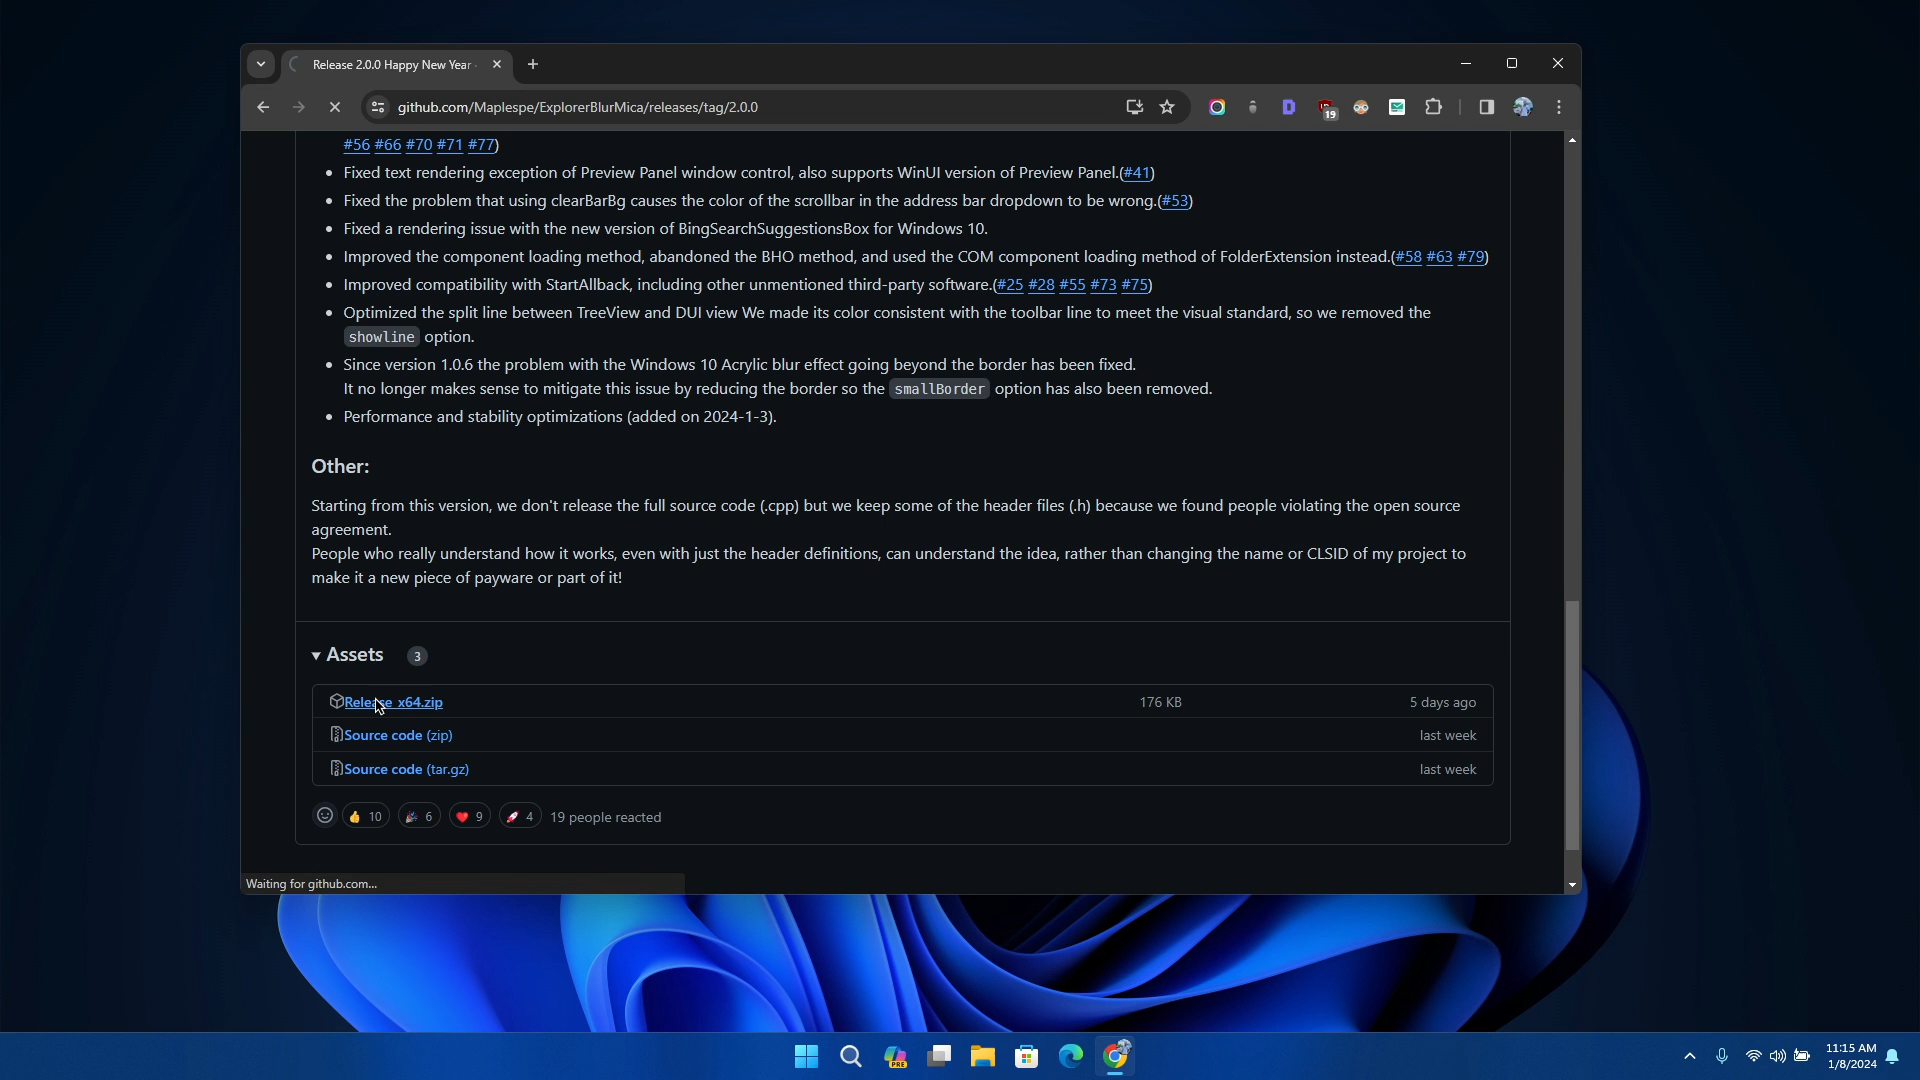 Release 2.0.0 Happy New Year
github.com/Maplespe/ExplorerBlurMica/releases/tag/2.0.0
19
#56 #66 #70 #71 #77)
• Fixed text rendering exception of Preview Panel window control, also supports WinUI version of Preview Panel.(#41)
• Fixed the problem that using clearBarBg causes the color of the scrollbar in the address bar dropdown to be wrong.(#53)
• Fixed a rendering issue with the new version of BingSearchSuggestionsBox for Windows 10.
• Improved the component loading method, abandoned the BHO method, and used the COM component loading method of FolderExtension instead.(#58 #63 #79)
• Improved compatibility with StartAllback, including other unmentioned third-party software.(#25 #28 #55 #73 #75)
• Optimized the split line between TreeView and DUI view We made its color consistent with the toolbar line to meet the visual standard, so we removed the
showline option.
• Since version 1.0.6 the problem with the Windows 10 Acrylic blur effect going beyond the border has been fixed.
It no longer makes sense to mitigate this issue by reducing the border so the smallBorder option has also been removed.
• Performance and stability optimizations (added on 2024-1-3).
Other:
Starting from this version, we don't release the full source code (.cpp) but we keep some of the header files (.h) because we found people violating the open source
agreement.
People who really understand how it works, even with just the header definitions, can understand the idea, rather than changing the name or CLSID of my project to
make it a new piece of payware or part of it!
Assets 3
Release_x64.zip 176 KB 5 days ago
Source code (zip) last week
Source code (tar.gz) last week
10 6 9 4 19 people reacted
Waiting for github.com...
PRE
11:15 AM
1/8/2024